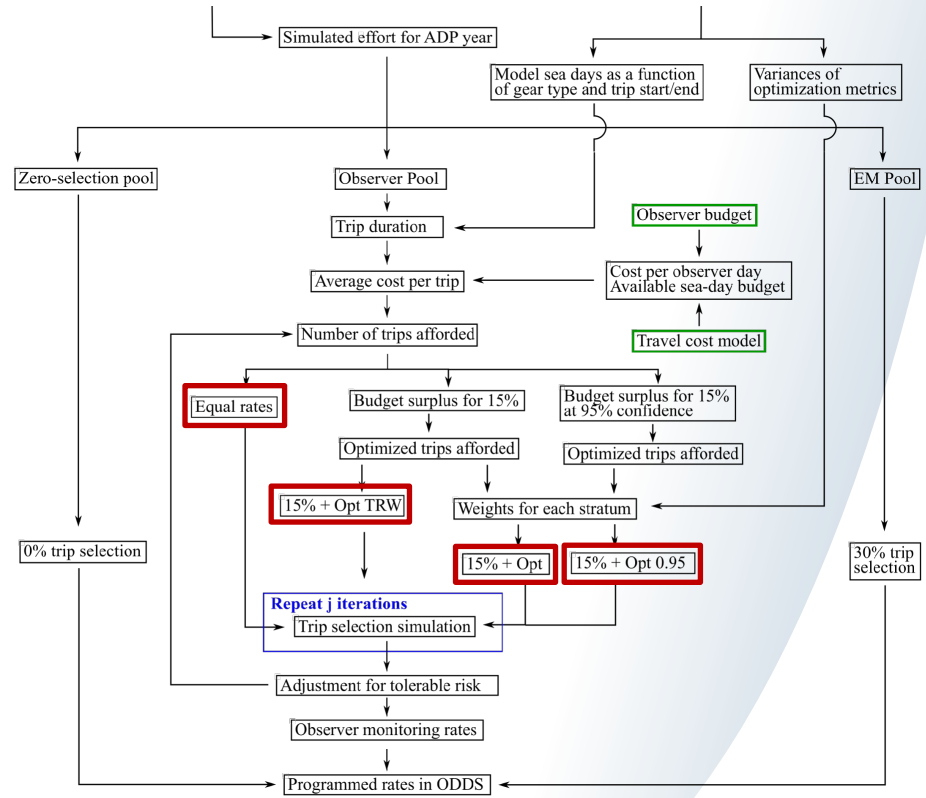 Simulated effort for ADP year
Model sea days as a function
of gear type and trip start/end
Variances of
optimization metrics
Zero-selection pool
Observer Pool
EM Pool
Trip duration
Observer budget
Average cost per trip
Cost per observer day
Available sea-day budget
Number of trips afforded
Travel cost model
Equal rates
Budget surplus for 15%
Budget surplus for 15%
at 95% confidence
Optimized trips afforded
Optimized trips afforded
15% + Opt TRW
Weights for each stratum
0% trip selection
15% + Opt
15% + Opt 0.95
30% trip
selection
Repeat j iterations
Trip selection simulation
Adjustment for tolerable risk
Observer monitoring rates
Programmed rates in ODDS